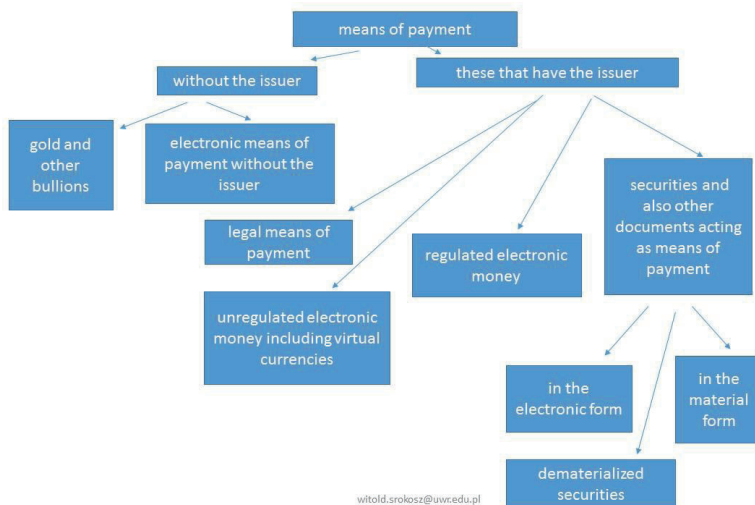 means of payment
without the issuer
these that have the issuer
gold and
other
bullions
electronic means of
payment without the
issuer
legal means of
payment
regulated electronic
money
securities and
also other
documents acting
as means of
payment
unregulated electronic
money including virtual
currencies
in the
electronic form
in the
material
form
dematerialized
securities
witold.srokosz@uwr.edu.pl